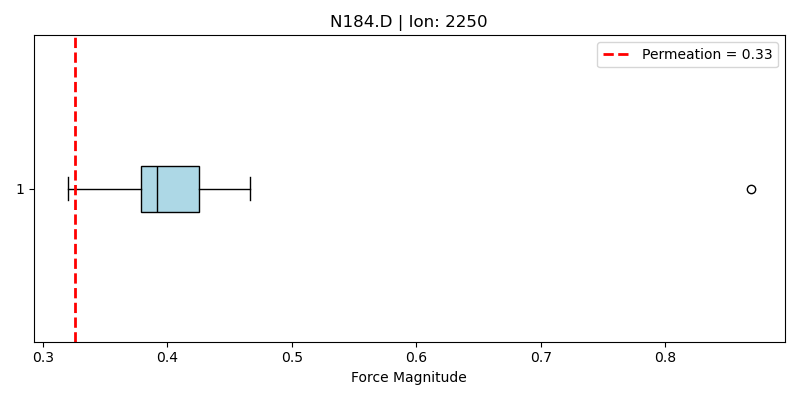 N184.D | Ion: 2250
Permeation = 0.33
1
0.3 0.4 0.5 0.6 0.7 0.8
Force Magnitude